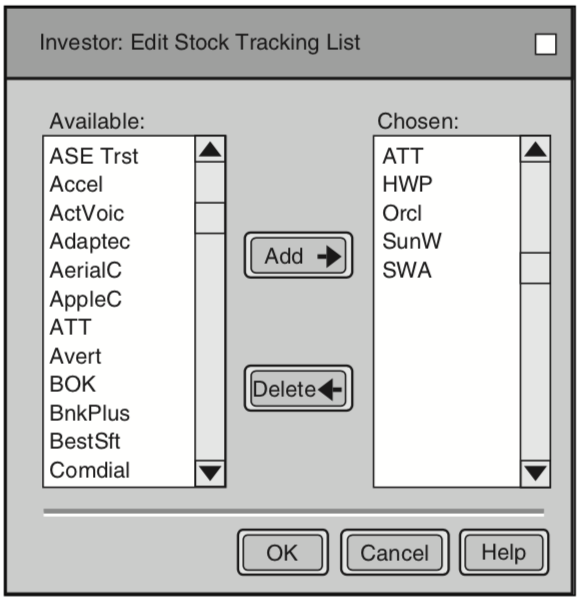 Investor: Edit Stock Tracking List
Available:
ASE Trst
Accel
ActVoic
Adaptec
AerialC
AppleC
ATT
Avert
BOK
BnkPlus
BestSft
Comdial
Add
Delete
Chosen:
ATT
HWP
Orcl
SunW
SWA
OK
Cancel
Help